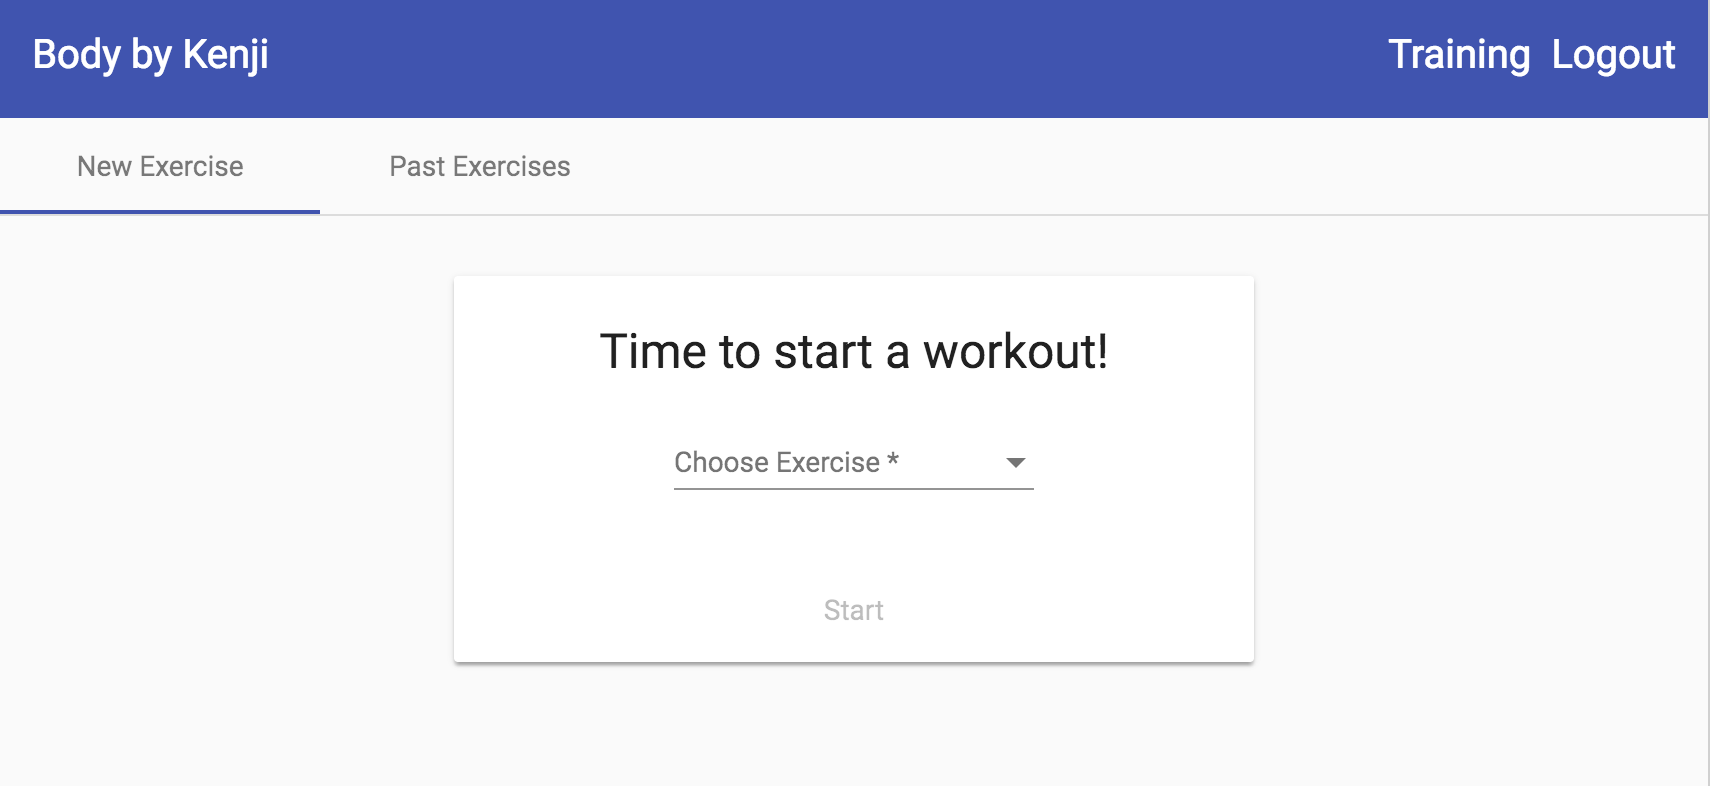 Body by Kenji
Training Logout
New Exercise Past Exercises
Time to start a workout!
Choose Exercise *
Start